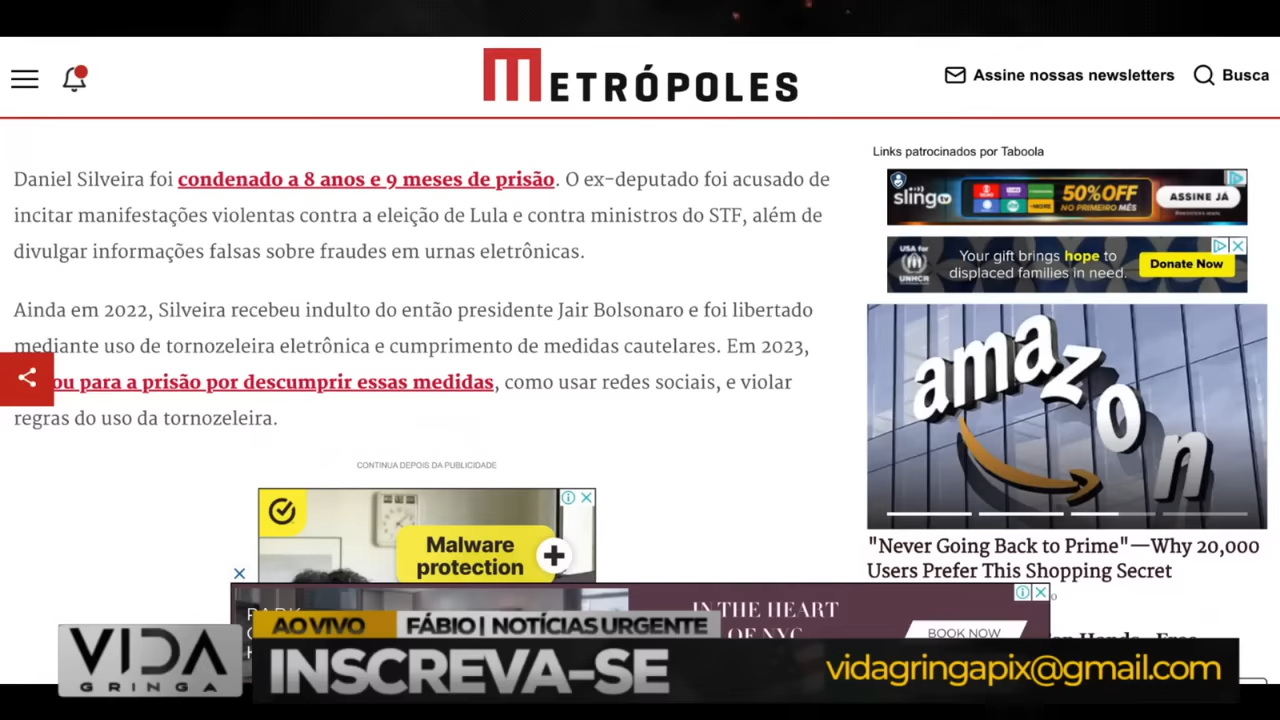 METRÓPOLES
Assine nossas newsletters
Busca
Daniel Silveira foi condenado a 8 anos e 9 meses de prisão. O ex-deputado foi acusado de
incitar manifestações violentas contra a eleição de Lula e contra ministros do STF, além de
divulgar informações falsas sobre fraudes em urnas eletrônicas.
Ainda em 2022, Silveira recebeu indulto do então presidente Jair Bolsonaro e foi libertado
mediante uso de tornozeleira eletrônica e cumprimento de medidas cautelares. Em 2023,
ou para a prisão por descumprir essas medidas, como usar redes sociais, e violar
regras do uso da tornozeleira.
CONTINUA DEPOIS DA PUBLICIDADE
Malware
protection
Links patrocinados por Taboola
sling
50%OFF
NO PRIMEIRO MÊS
ASSINE JÁ
USA for
UNHCR
Your gift brings hope to
displaced families in need.
Donate Now
amazon
"Never Going Back to Prime"—Why 20,000
Users Prefer This Shopping Secret
IN THE HEART
OF NYC
BOOK NOW
VIDA
GRINGA
AO VIVO
FÁBIO | NOTÍCIAS URGENTE
INSCREVA-SE
vidagringapix@gmail.com